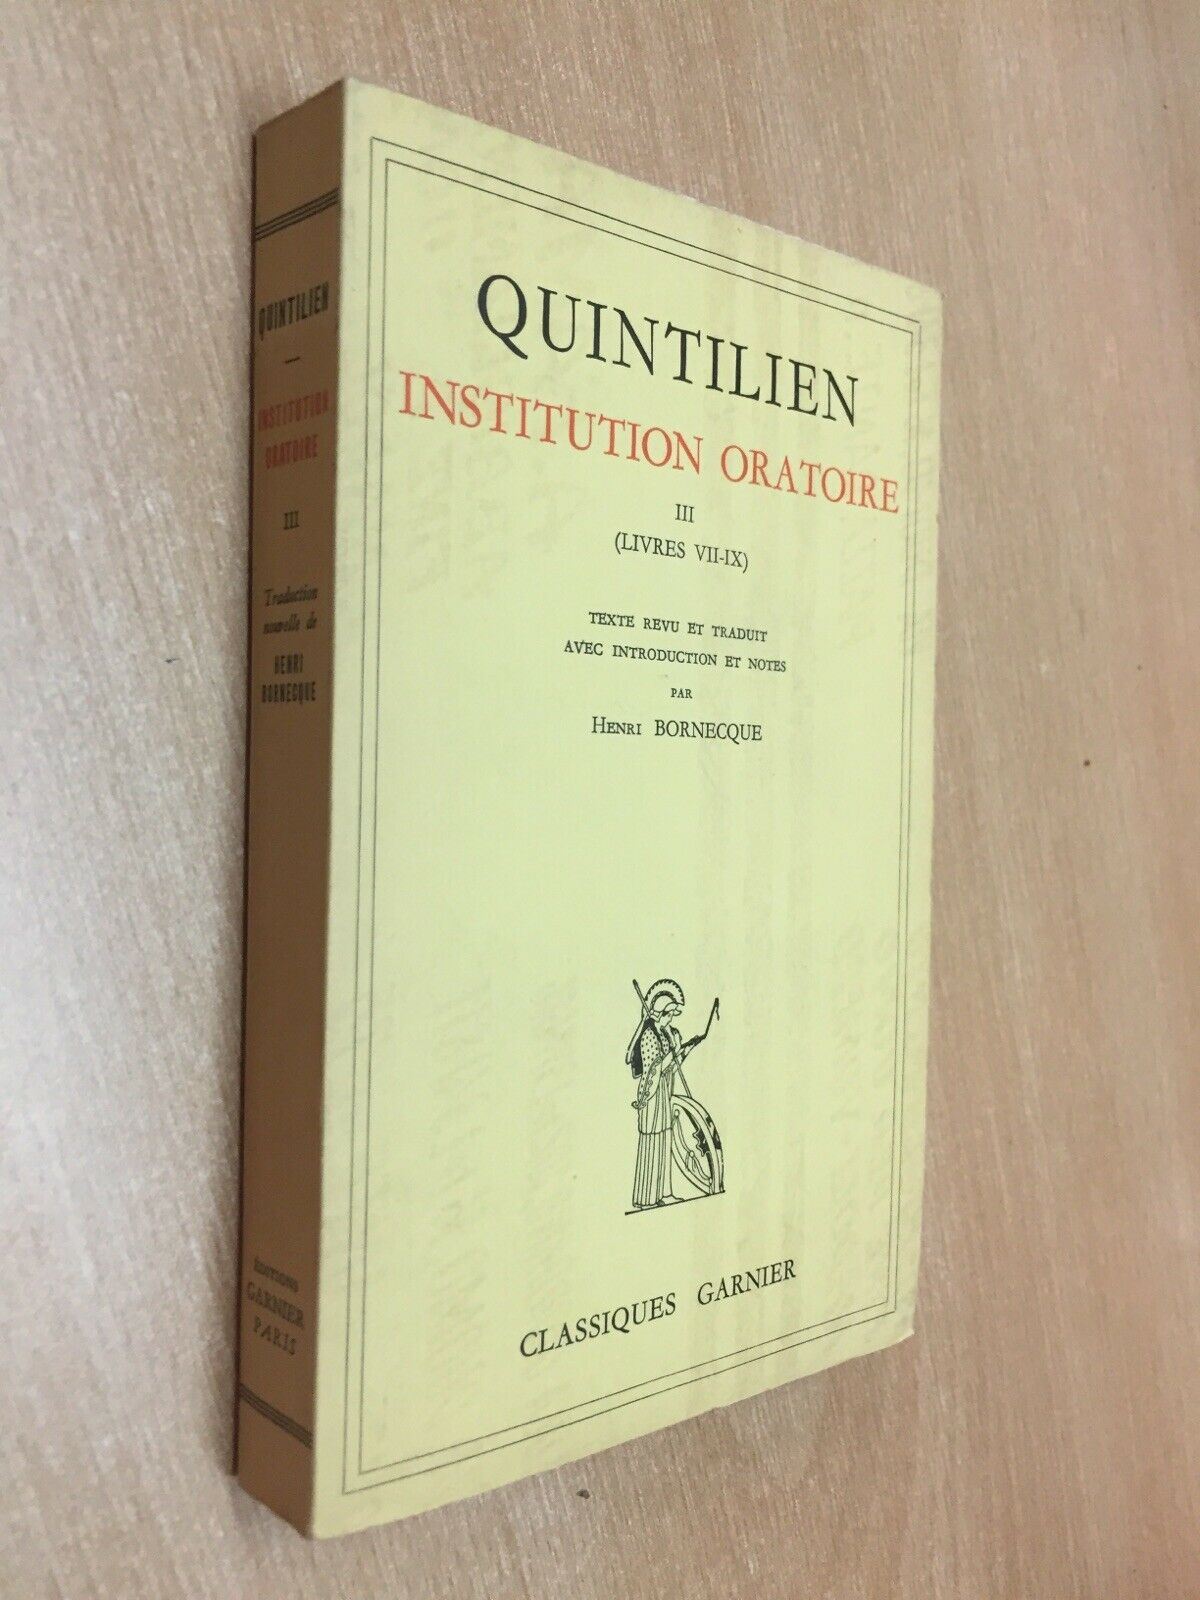 QUINTILIEN
INSTITUTION ORATOIRE
III
(LIVRES VII-IX)
TEXTE REVU ET TRADUIT
AVEC INTRODUCTION ET NOTES
PAR
HENRI BORNECQUE
CLASSIQUES GARNIER
QUINTILIEN
INSTITUTION
ORATOIRE
III
Traduction
nouvelle de
HENRI
BORNECQUE
ÉDITIONS
GARNIER
PARIS